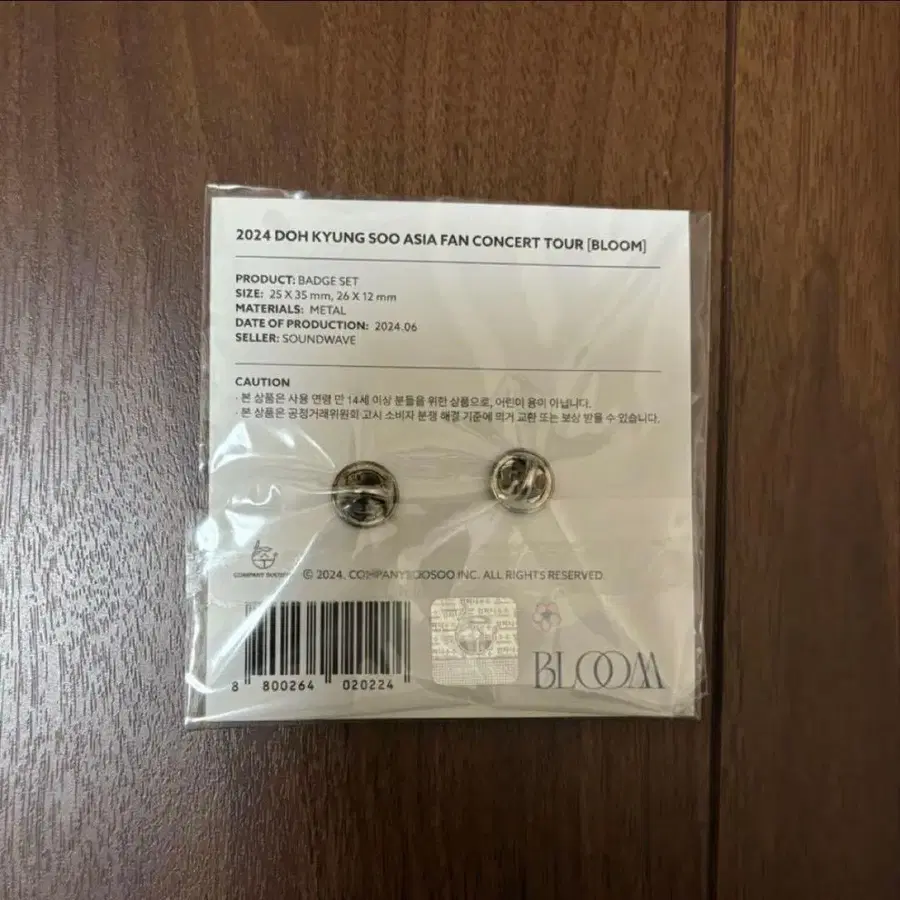 2024 DOH KYUNG SOO ASIA FAN CONCERT TOUR [BLOOM]
PRODUCT: BADGE SET
SIZE: 25 X 35 mm, 26 X 12 mm
MATERIALS: METAL
DATE OF PRODUCTION: 2024.06
SELLER: SOUNDWAVE
CAUTION
· 본 상품은 사용 연령 만 14세 이상 분들을 위한 상품으로, 어린이 용이 아닙니다.
· 본 상품은 공정거래위원회 고시 소비자 분쟁 해결 기준에 의거 교환 또는 보상 받을 수 있습니다.
COMPANY
© 2024. COMPANYSOOSOO INC. ALL RIGHTS RESERVED.
8 800264 020224
BLOOM